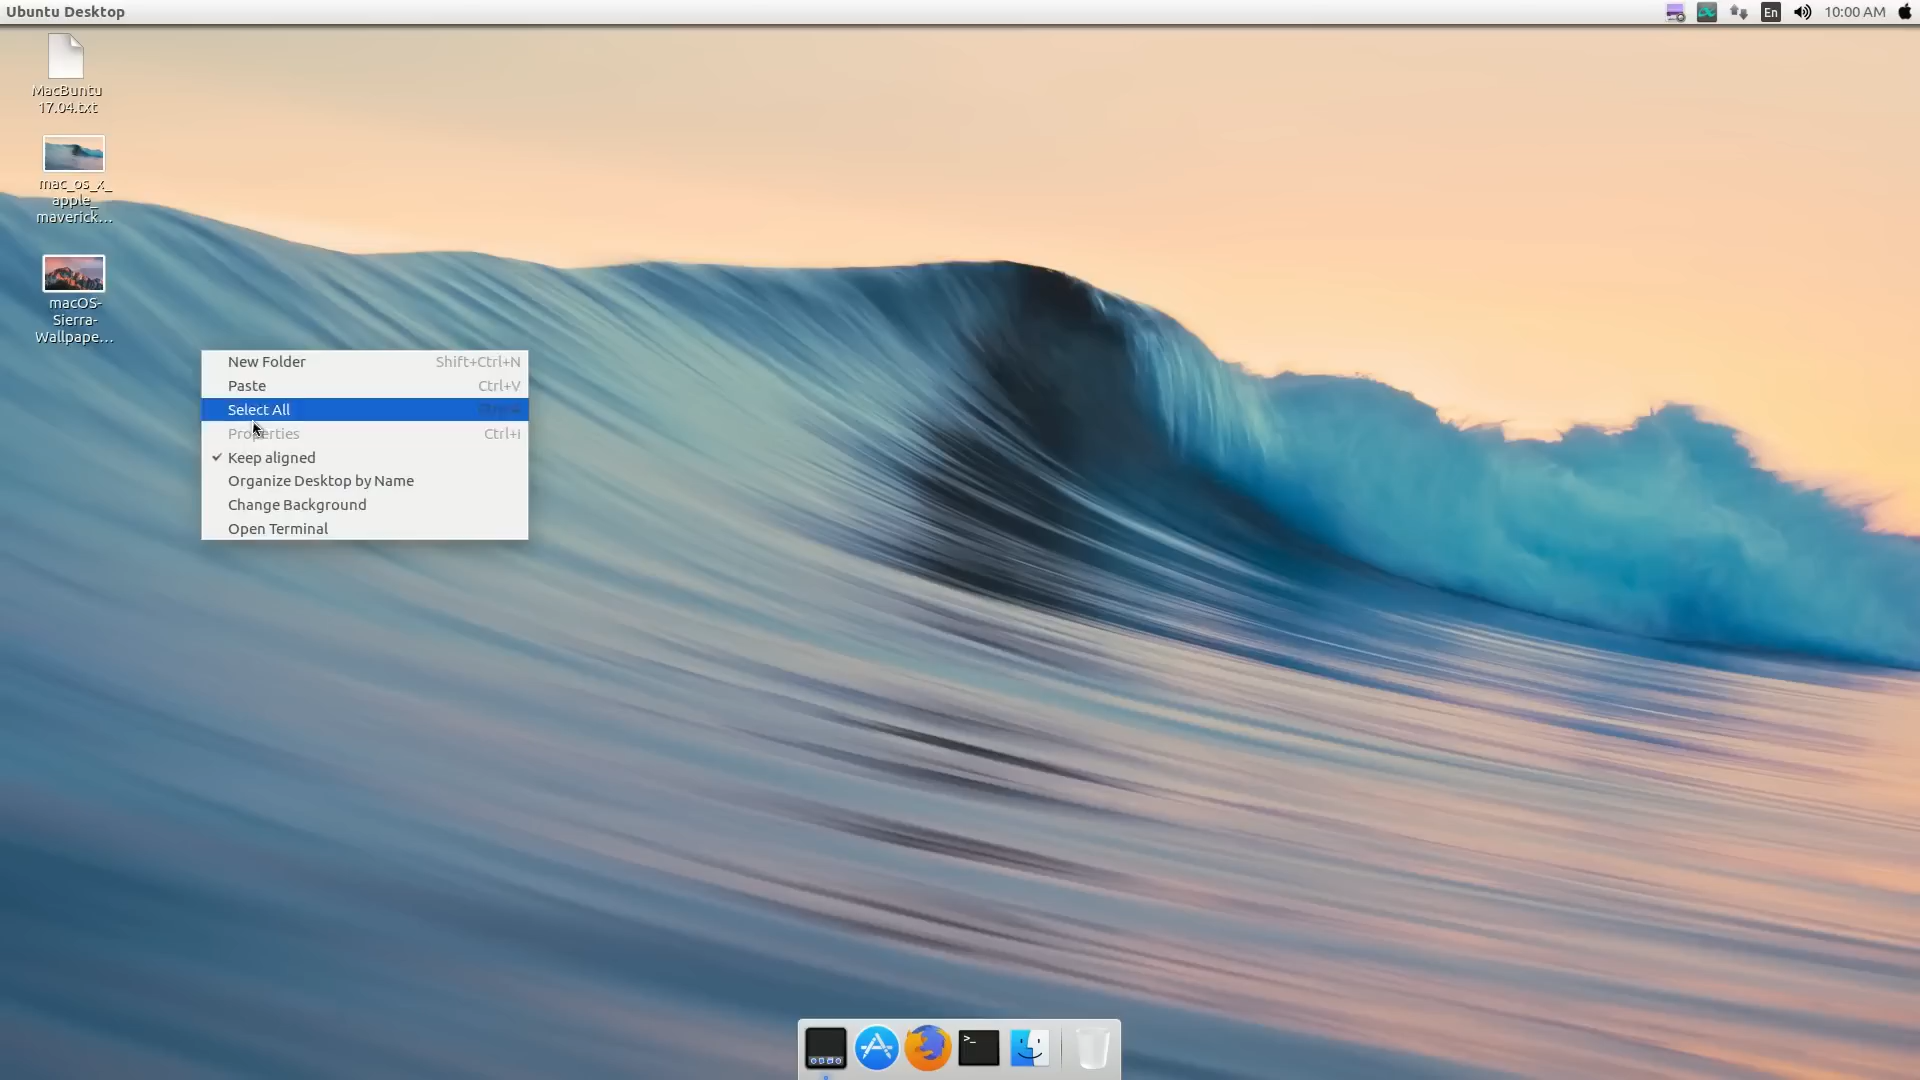 Ubuntu Desktop
En
10:00 AM
MacBuntu
17.04.txt
mac_os_x_
apple_
maverick...
macOS-
Sierra-
Wallpape...
New Folder Shift+Ctrl+N
Paste Ctrl+V
Select All
Properties Ctrl+I
Keep aligned
Organize Desktop by Name
Change Background
Open Terminal
>_